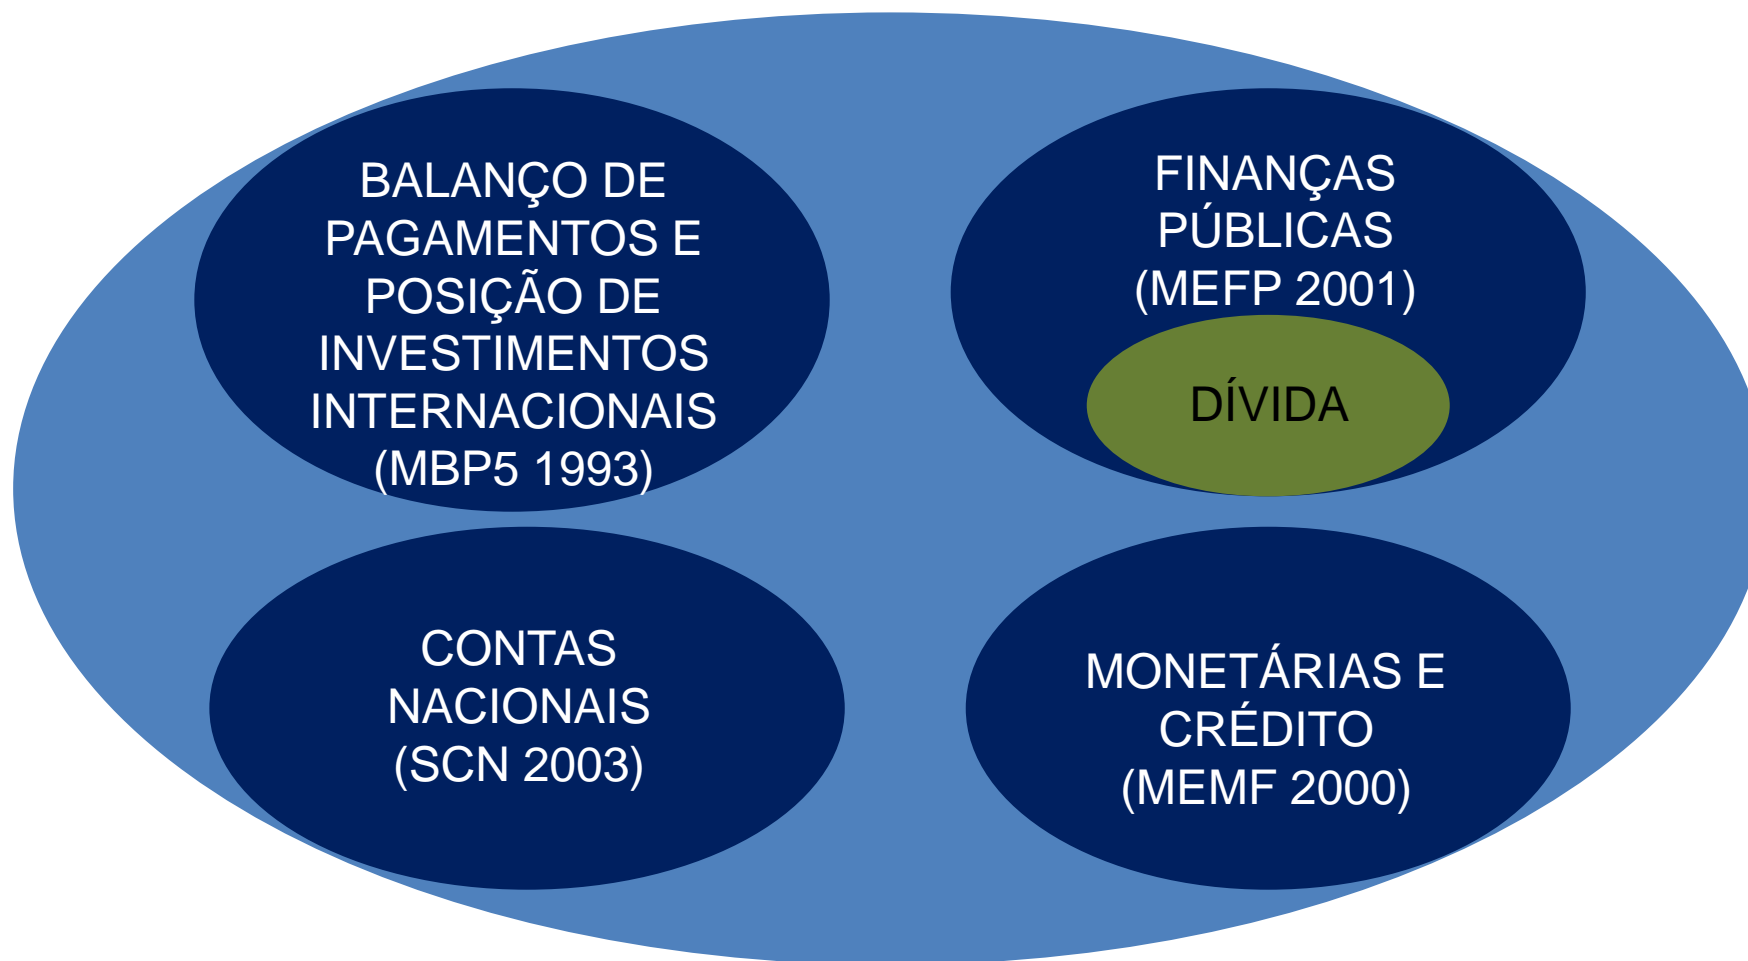 BALANÇO DE
PAGAMENTOS E
POSIÇÃO DE
INVESTIMENTOS
INTERNACIONAIS
(MBP5 1993)
FINANÇAS
PÚBLICAS
(MEFP 2001)
DÍVIDA
CONTAS
NACIONAIS
(SCN 2003)
MONETÁRIAS E
CRÉDITO
(MEMF 2000)